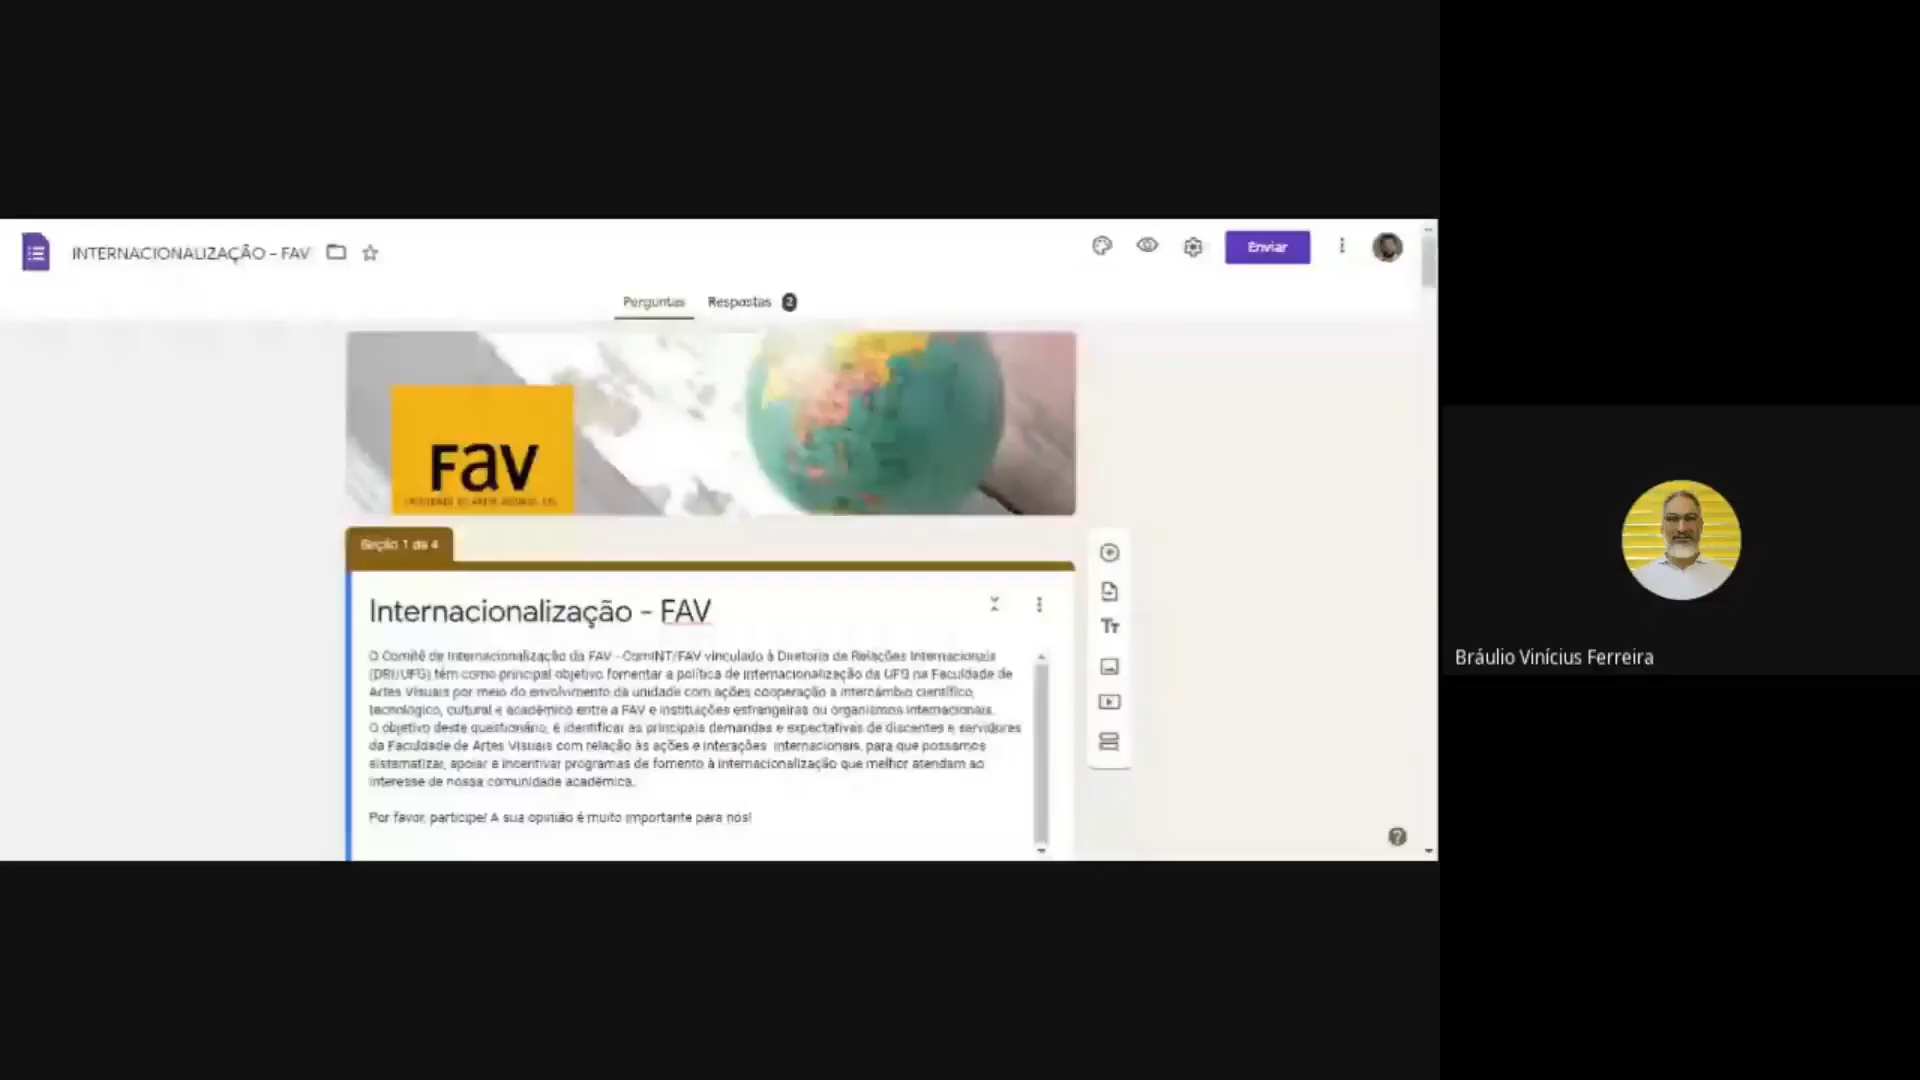 INTERNACIONALIZAÇÃO – FAV
Enviar
Perguntas Respostas 2
FAV
Seção 1 de 4
Internacionalização – FAV
O Comitê de Internacionalização da FAV -ComINT/FAV vinculado à Diretoria de Relações Internacionais
(DRI/UFG) têm como principal objetivo fomentar a política de internacionalização da UFG na Faculdade de
Artes Visuais por meio do envolvimento da unidade com ações cooperação e intercâmbio científico,
tecnológico, cultural e acadêmico entre a FAV e instituições estrangeiras ou organismos internacionais.
O objetivo deste questionário, é identificar as principais demandas e expectativas de discentes e servidores
da Faculdade de Artes Visuais com relação às ações e interações internacionais, para que possamos
sistematizar, apoiar e incentivar programas de fomento à internacionalização que melhor atendam ao
interesse de nossa comunidade acadêmica.
Por favor, participe! A sua opinião é muito importante para nós!
Tт
Bráulio Vinícius Ferreira